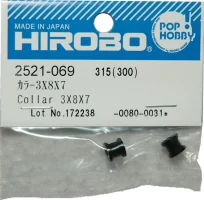 POP
HOBBY
MADE IN JAPAN
HIROBO
2521-069 315(300)
ｶﾗｰ3X8X7
Collar 3X8X7
Lot No.172238 -0080-0031*